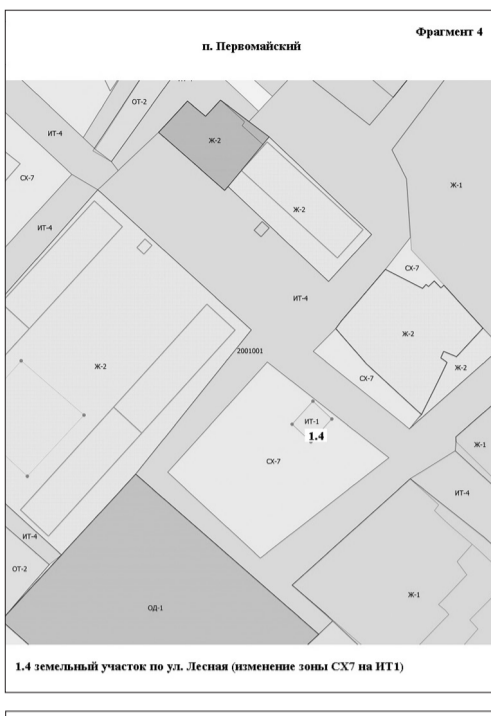 Фрагмент 4
п. Первомайский
ОТ-2
ИТ-4
Ж-2
СХ-7
Ж-1
Ж-2
ИТ-4
СХ-7
ИТ-4
Ж-2
2001001
Ж-2
СХ-7
Ж-2
ИТ-1
1.4
Ж-1
СХ-7
ИТ-4
ИТ-4
ОТ-2
Ж-1
ОД-1
1.4 земельный участок по ул. Лесная (изменение зоны СХ7 на ИТ1)